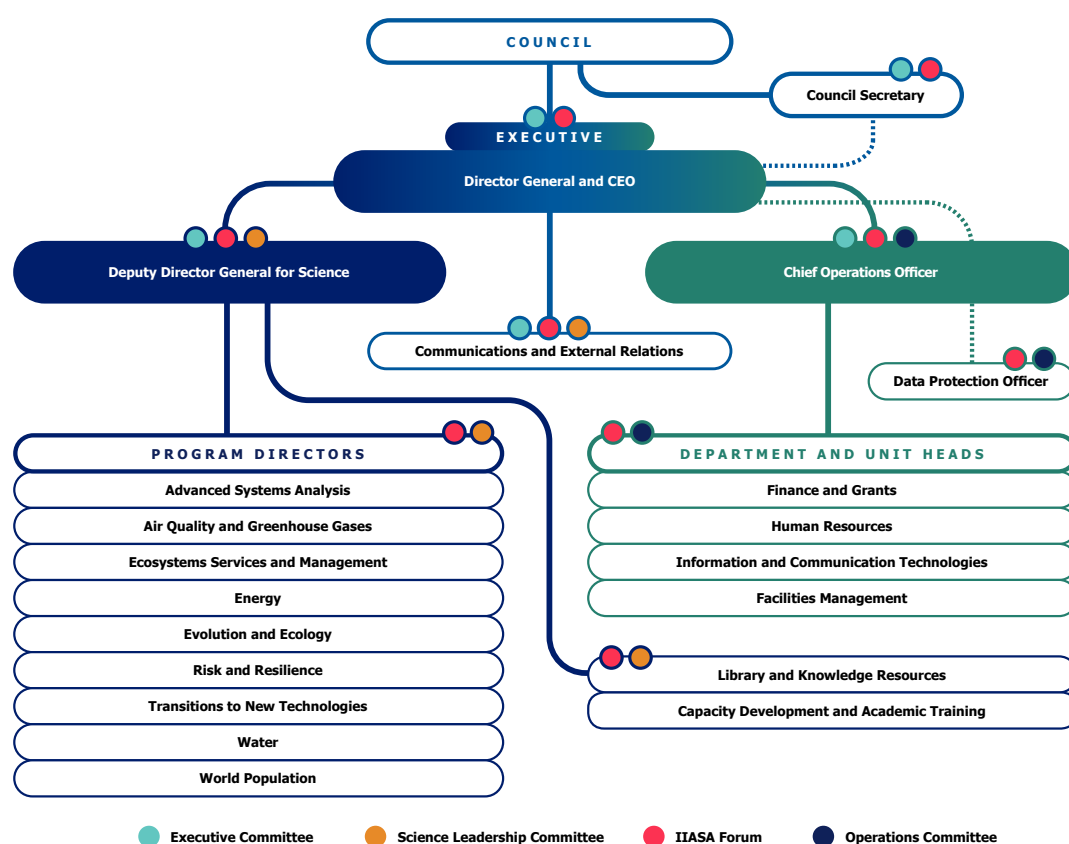 COUNCIL
Council Secretary
EXECUTIVE
Director General and CEO
Deputy Director General for Science
Chief Operations Officer
Communications and External Relations
Data Protection Officer
PROGRAM DIRECTORS
Advanced Systems Analysis
Air Quality and Greenhouse Gases
Ecosystems Services and Management
Energy
Evolution and Ecology
Risk and Resilience
Transitions to New Technologies
Water
World Population
DEPARTMENT AND UNIT HEADS
Finance and Grants
Human Resources
Information and Communication Technologies
Facilities Management
Library and Knowledge Resources
Capacity Development and Academic Training
Executive Committee
Science Leadership Committee
IIASA Forum
Operations Committee